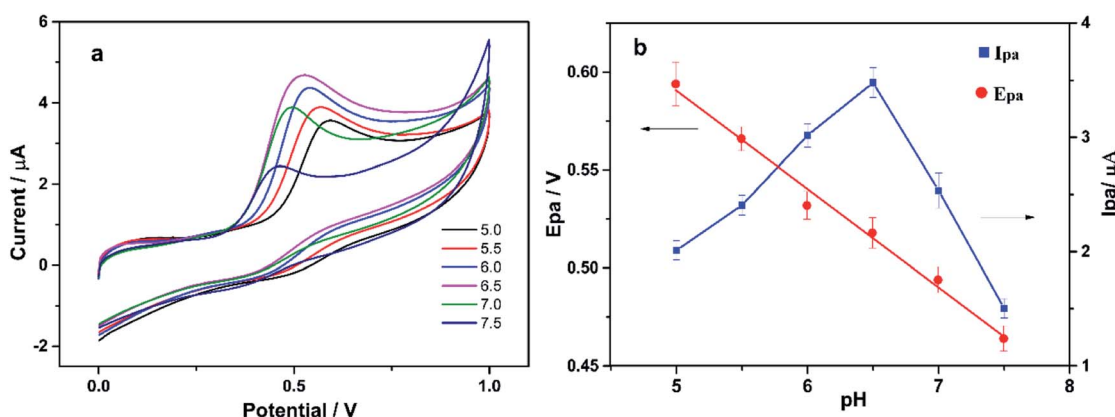 a
Current / μA
6
4
2
0
-2
0.0
0.5
1.0
Potential / V
5.0
5.5
6.0
6.5
7.0
7.5
b
Epa / V
0.60
0.55
0.50
0.45
5
6
7
8
pH
Ipa
Epa
4
3
2
1
Ipa/ μA